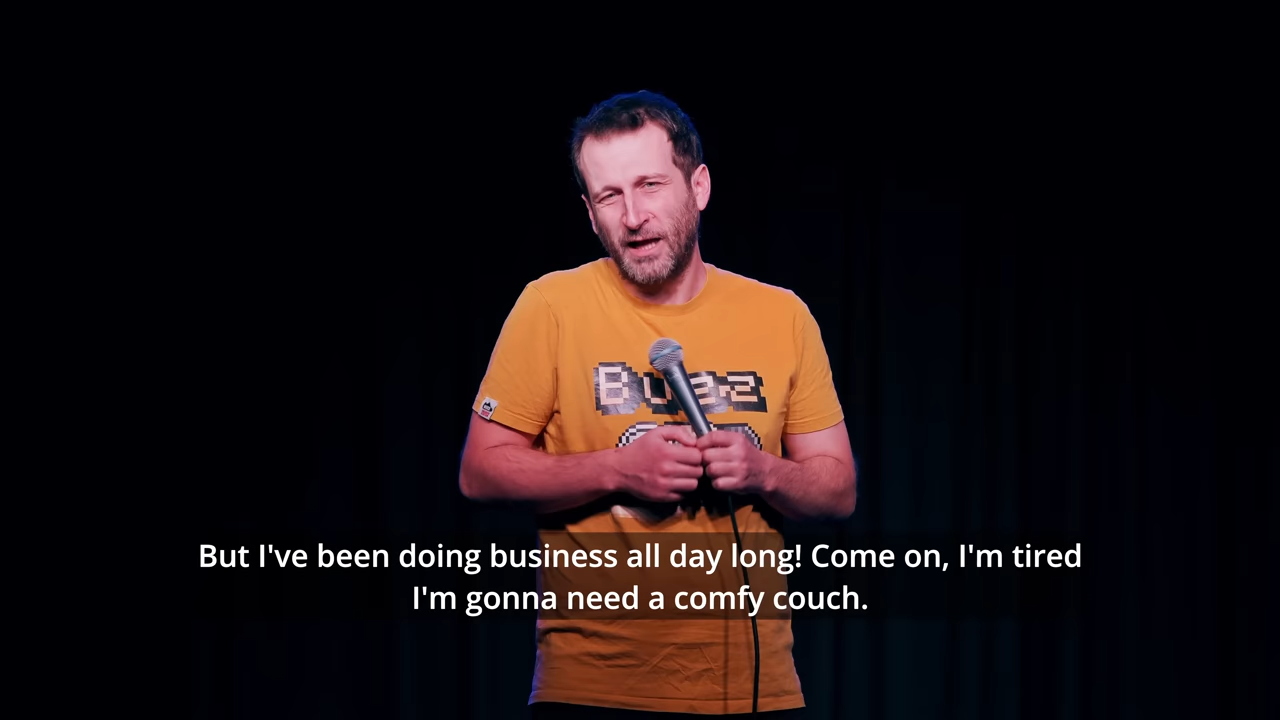 But I've been doing business all day long! Come on, I'm tired
I'm gonna need a comfy couch.